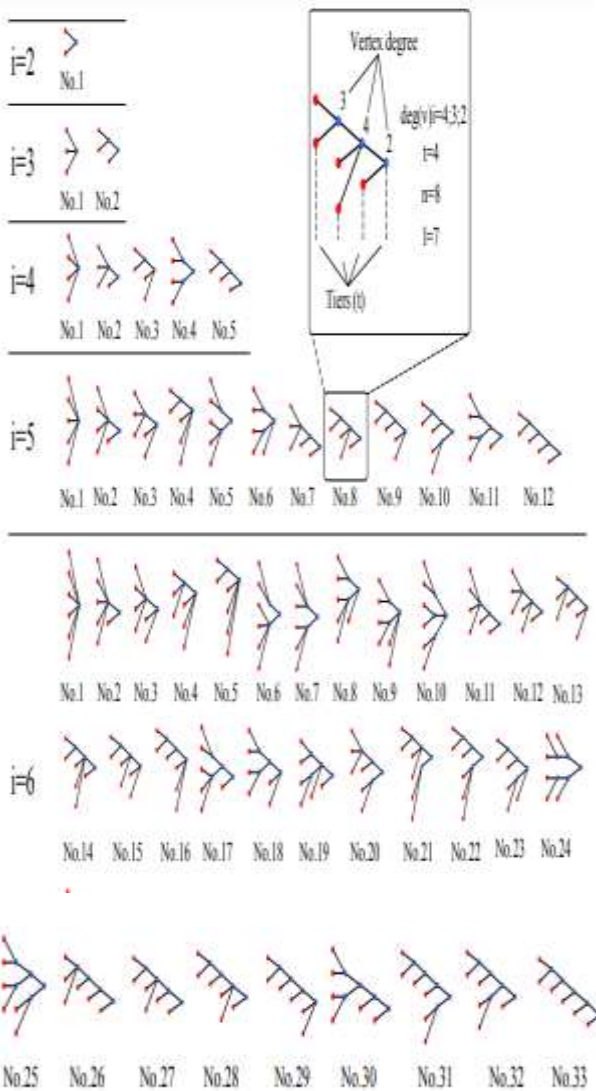 i=2
No.1
Vertex degree
3
4
2
deg(v)i=4;3;2
t=4
n=8
l=7
Tiers (t)
i=3
No.1 No.2
i=4
No.1 No.2 No.3 No.4 No.5
i=5
No.1 No.2 No.3 No.4 No.5 No.6 No.7 No.8 No.9 No.10 No.11 No.12
i=6
No.1 No.2 No.3 No.4 No.5 No.6 No.7 No.8 No.9 No.10 No.11 No.12 No.13
No.14 No.15 No.16 No.17 No.18 No.19 No.20 No.21 No.22 No.23 No.24
No.25 No.26 No.27 No.28 No.29 No.30 No.31 No.32 No.33